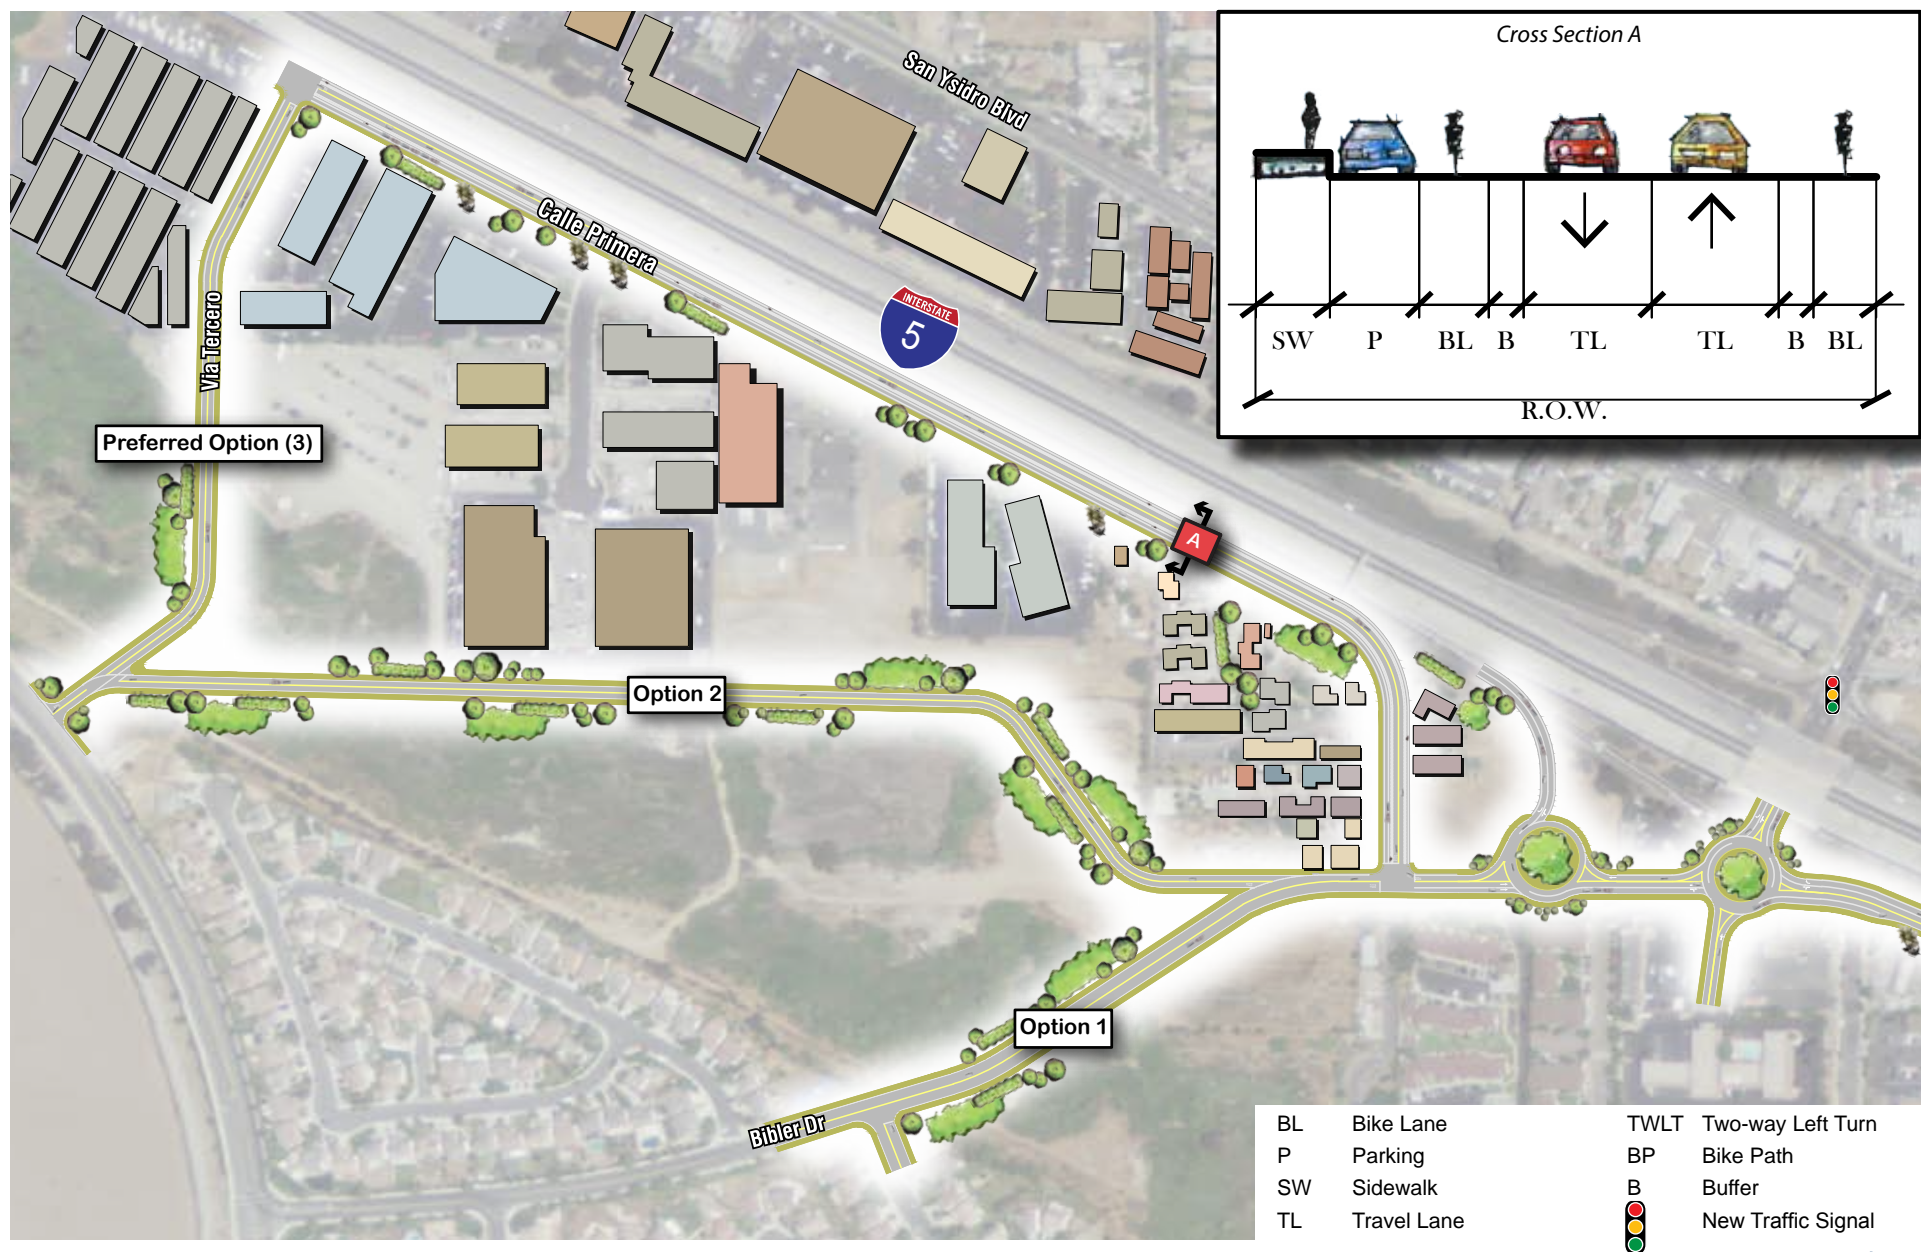 Cross Section A
SW P BL B TL TL B BL
R.O.W.
San Ysidro Blvd
Calle Primera
INTERSTATE
5
Via Tercero
Preferred Option (3)
A
Option 2
Option 1
Bibler Dr
BL Bike Lane
P Parking
SW Sidewalk
TL Travel Lane
TWLT Two-way Left Turn
BP Bike Path
B Buffer
New Traffic Signal